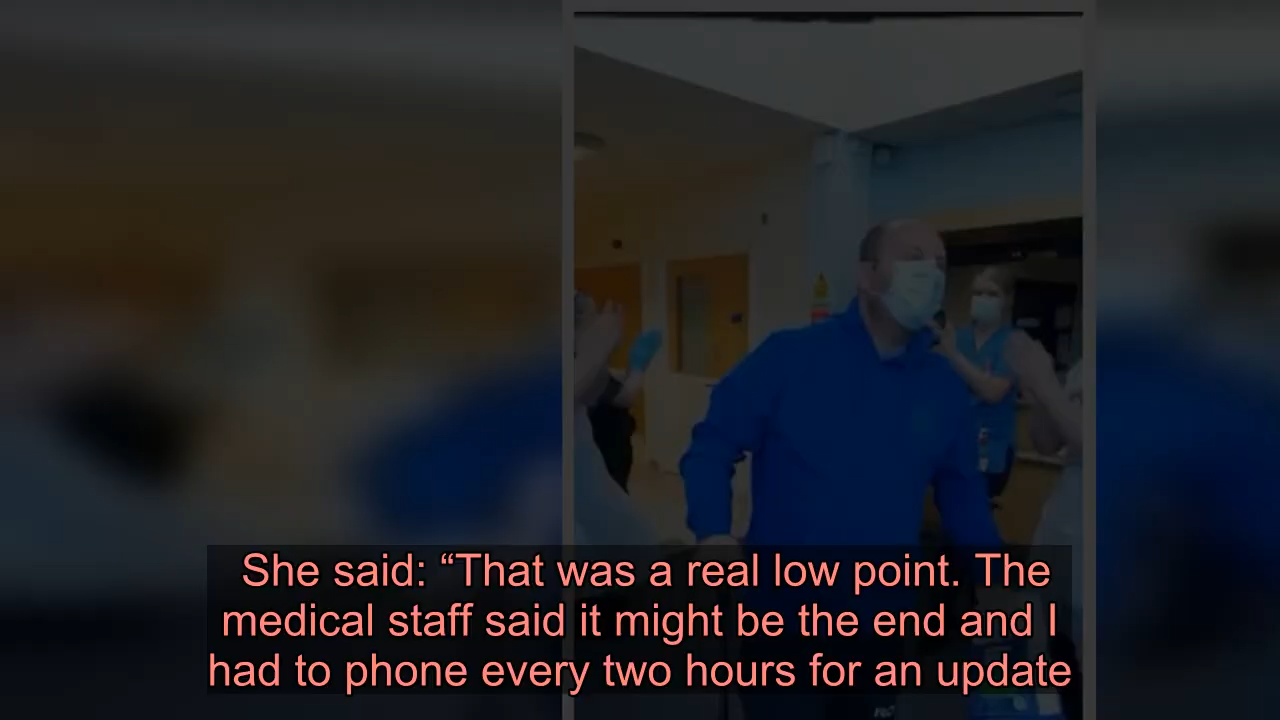 She said: “That was a real low point. The
medical staff said it might be the end and I
had to phone every two hours for an update